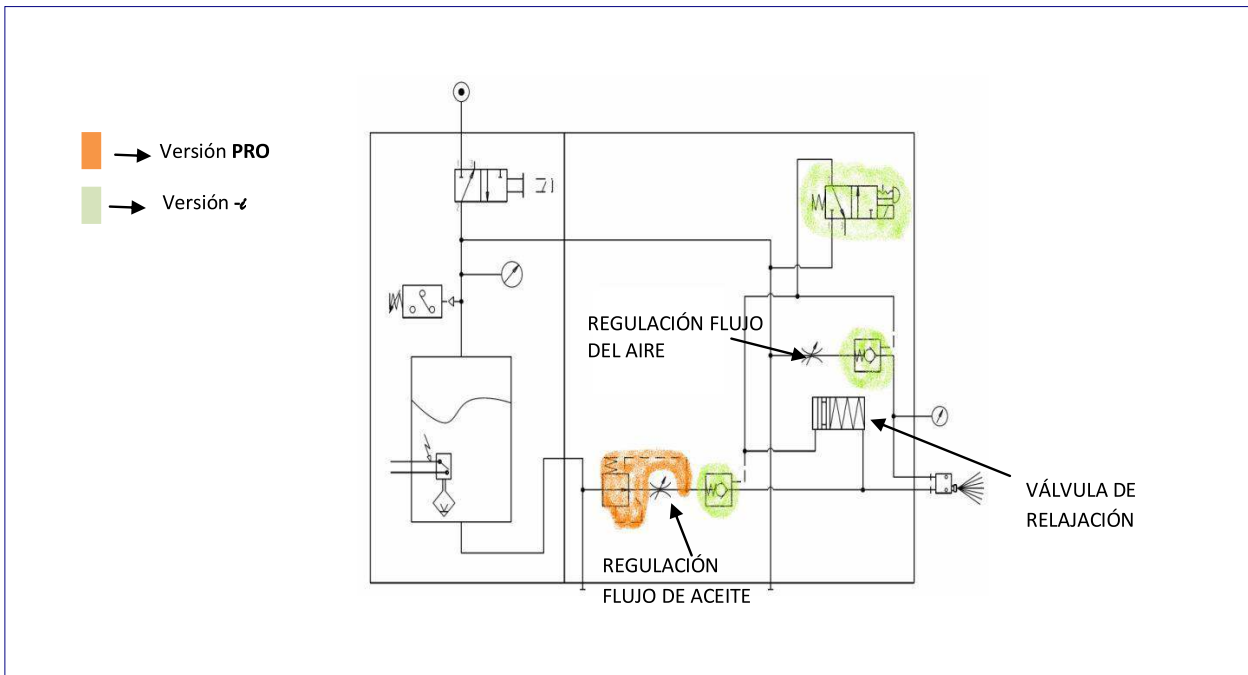 Versión PRO
Versión -i
REGULACIÓN FLUJO
DEL AIRE
VÁLVULA DE
RELAJACIÓN
REGULACIÓN
FLUJO DE ACEITE